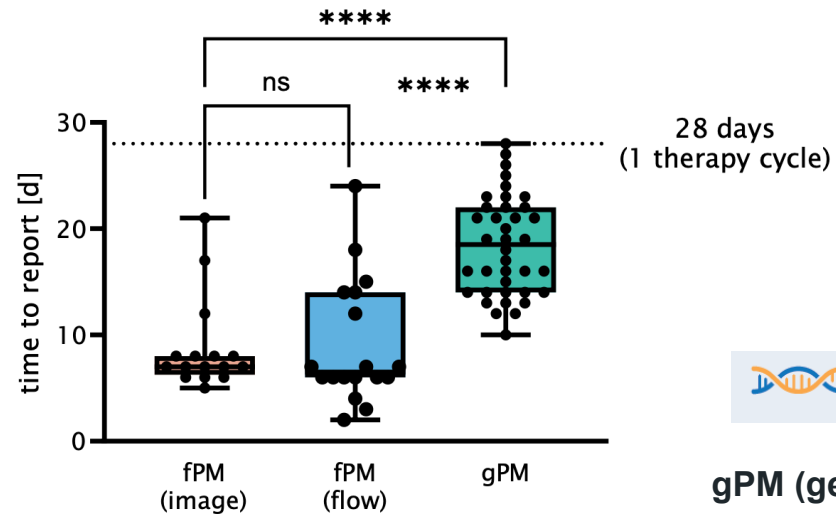 ****
ns
****
30
28 days
(1 therapy cycle)
20
10
0
time to report [d]
fPM
(image)
fPM
(flow)
gPM
gPM (ge